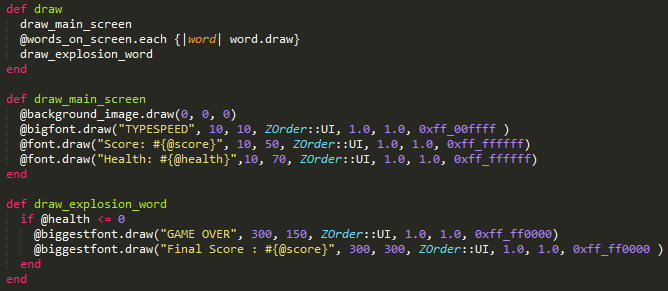 def draw
  draw_main_screen
  @words_on_screen.each {|word| word.draw}
  draw_explosion_word
end

def draw_main_screen
  @background_image.draw(0, 0, 0)
  @bigfont.draw("TYPESPEED", 10, 10, ZOrder::UI, 1.0, 1.0, 0xff_00ffff )
  @font.draw("Score: #{@score}", 10, 50, ZOrder::UI, 1.0, 1.0, 0xff_ffffff)
  @font.draw("Health: #{@health}",10, 70, ZOrder::UI, 1.0, 1.0, 0xff_ffffff)
end

def draw_explosion_word
  if @health <= 0
    @biggestfont.draw("GAME OVER", 300, 150, ZOrder::UI, 1.0, 1.0, 0xff_ff0000)
    @biggestfont.draw("Final Score : #{@score}", 300, 300, ZOrder::UI, 1.0, 1.0, 0xff_ff0000 )
  end
end